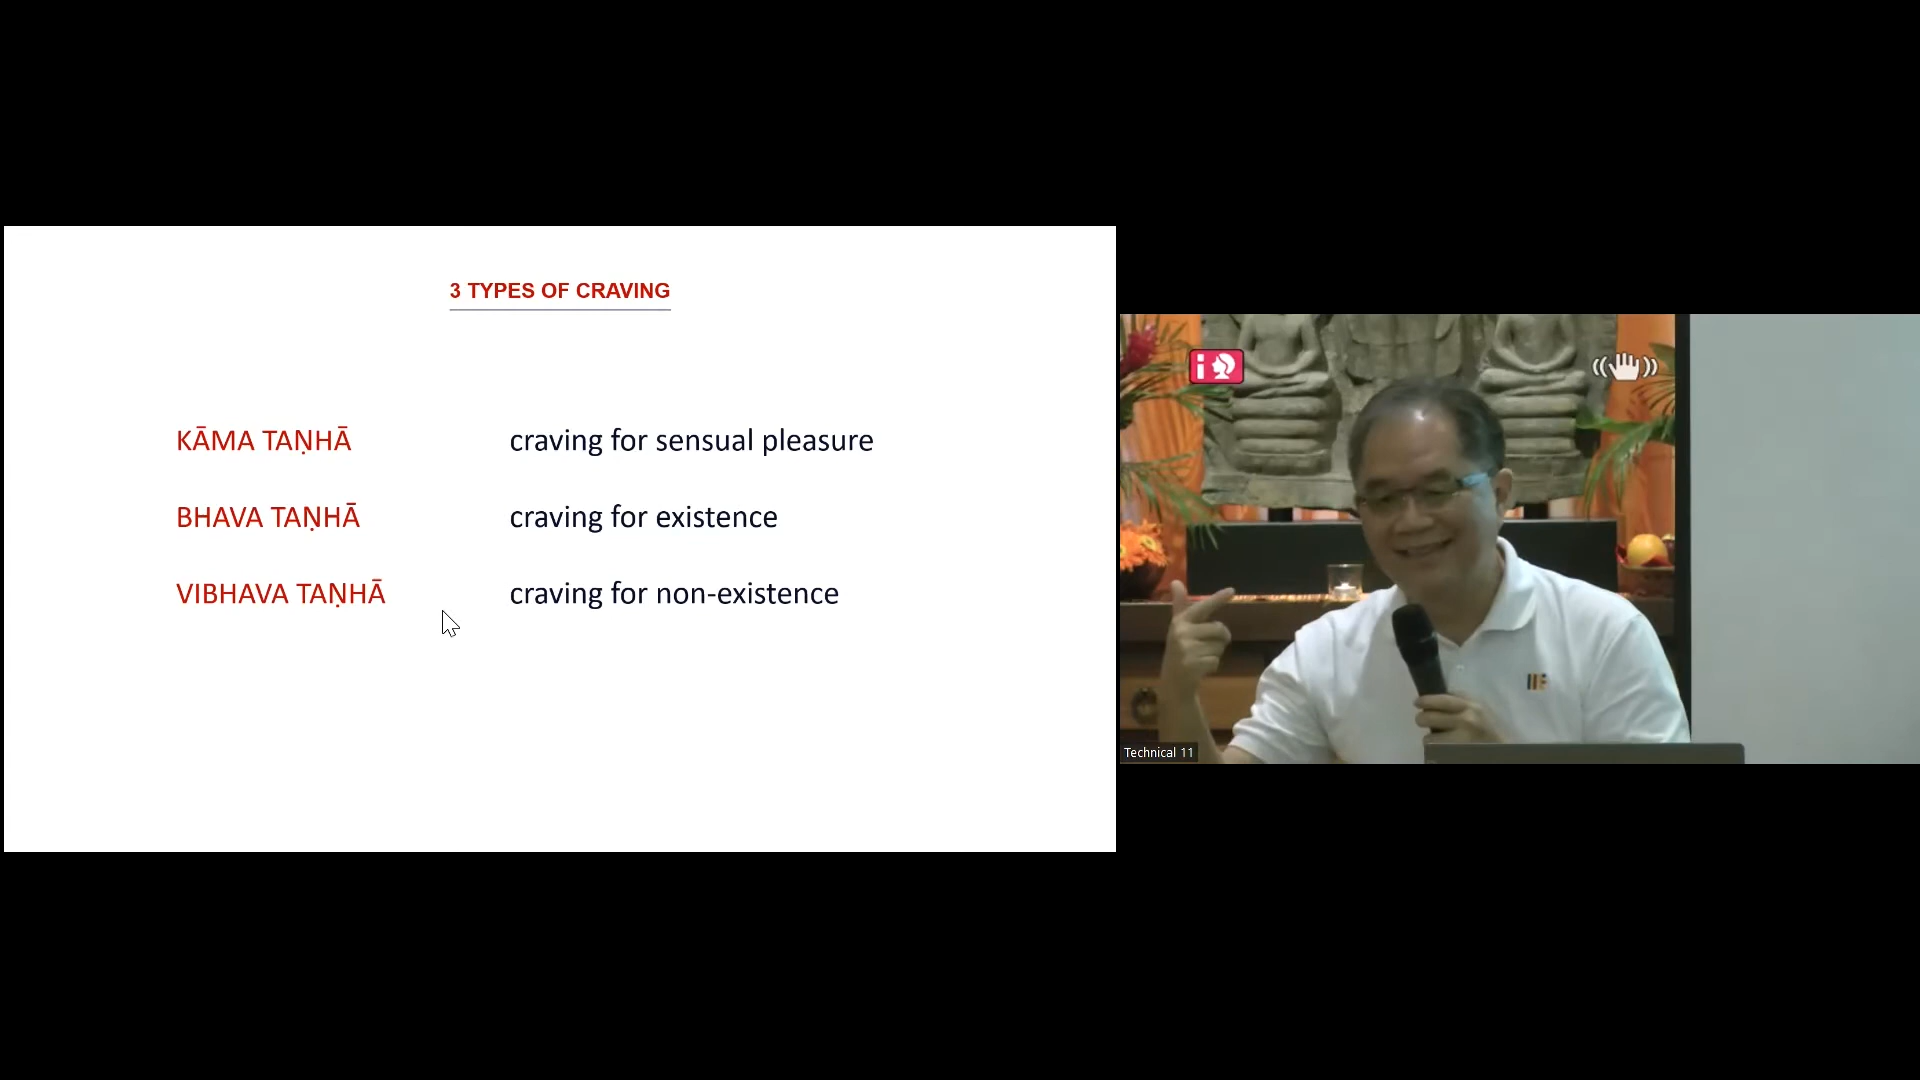 3 TYPES OF CRAVING
KĀMA TAṆHĀ craving for sensual pleasure
BHAVA TAṆHĀ craving for existence
VIBHAVA TAṆHĀ craving for non-existence
Technical 11